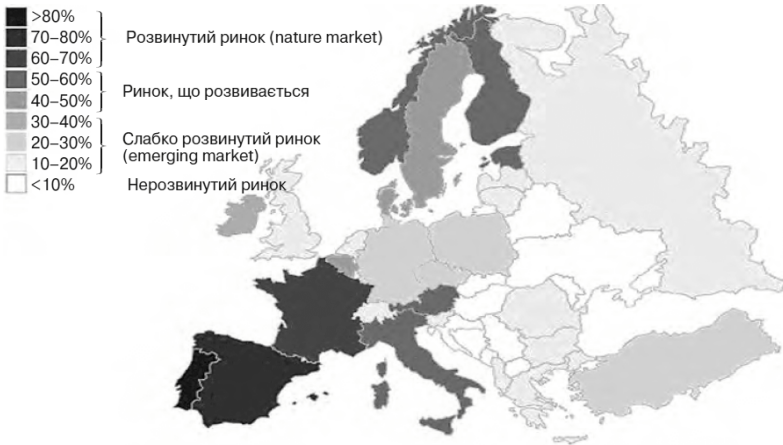 >80%
70–80%
60–70%
Розвинутий ринок (nature market)
50–60%
40–50%
Ринок, що розвивається
30–40%
20–30%
10–20%
Слабко розвинутий ринок
(emerging market)
<10%
Нерозвинутий ринок